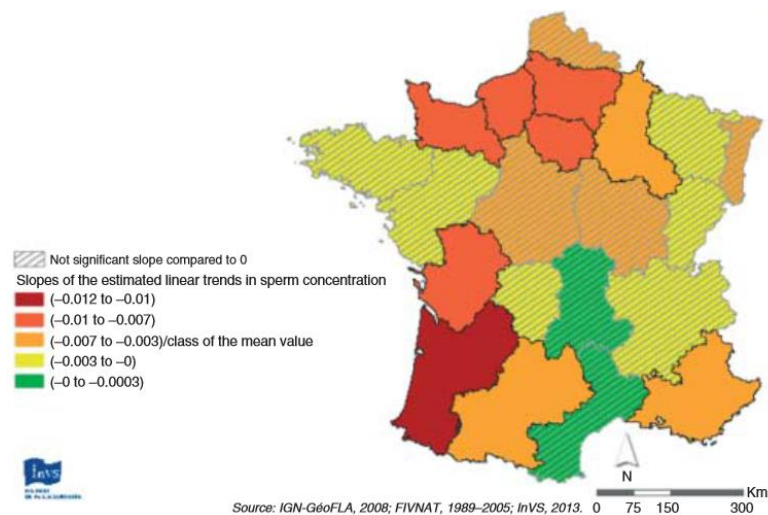 Not significant slope compared to 0
Slopes of the estimated linear trends in sperm concentration
(–0.012 to –0.01)
(–0.01 to –0.007)
(–0.007 to –0.003)/class of the mean value
(–0.003 to –0)
(–0 to –0.0003)
InVS
N
Source: IGN-GéoFLA, 2008; FIVNAT, 1989–2005; InVS, 2013.
Km
0 75 150 300